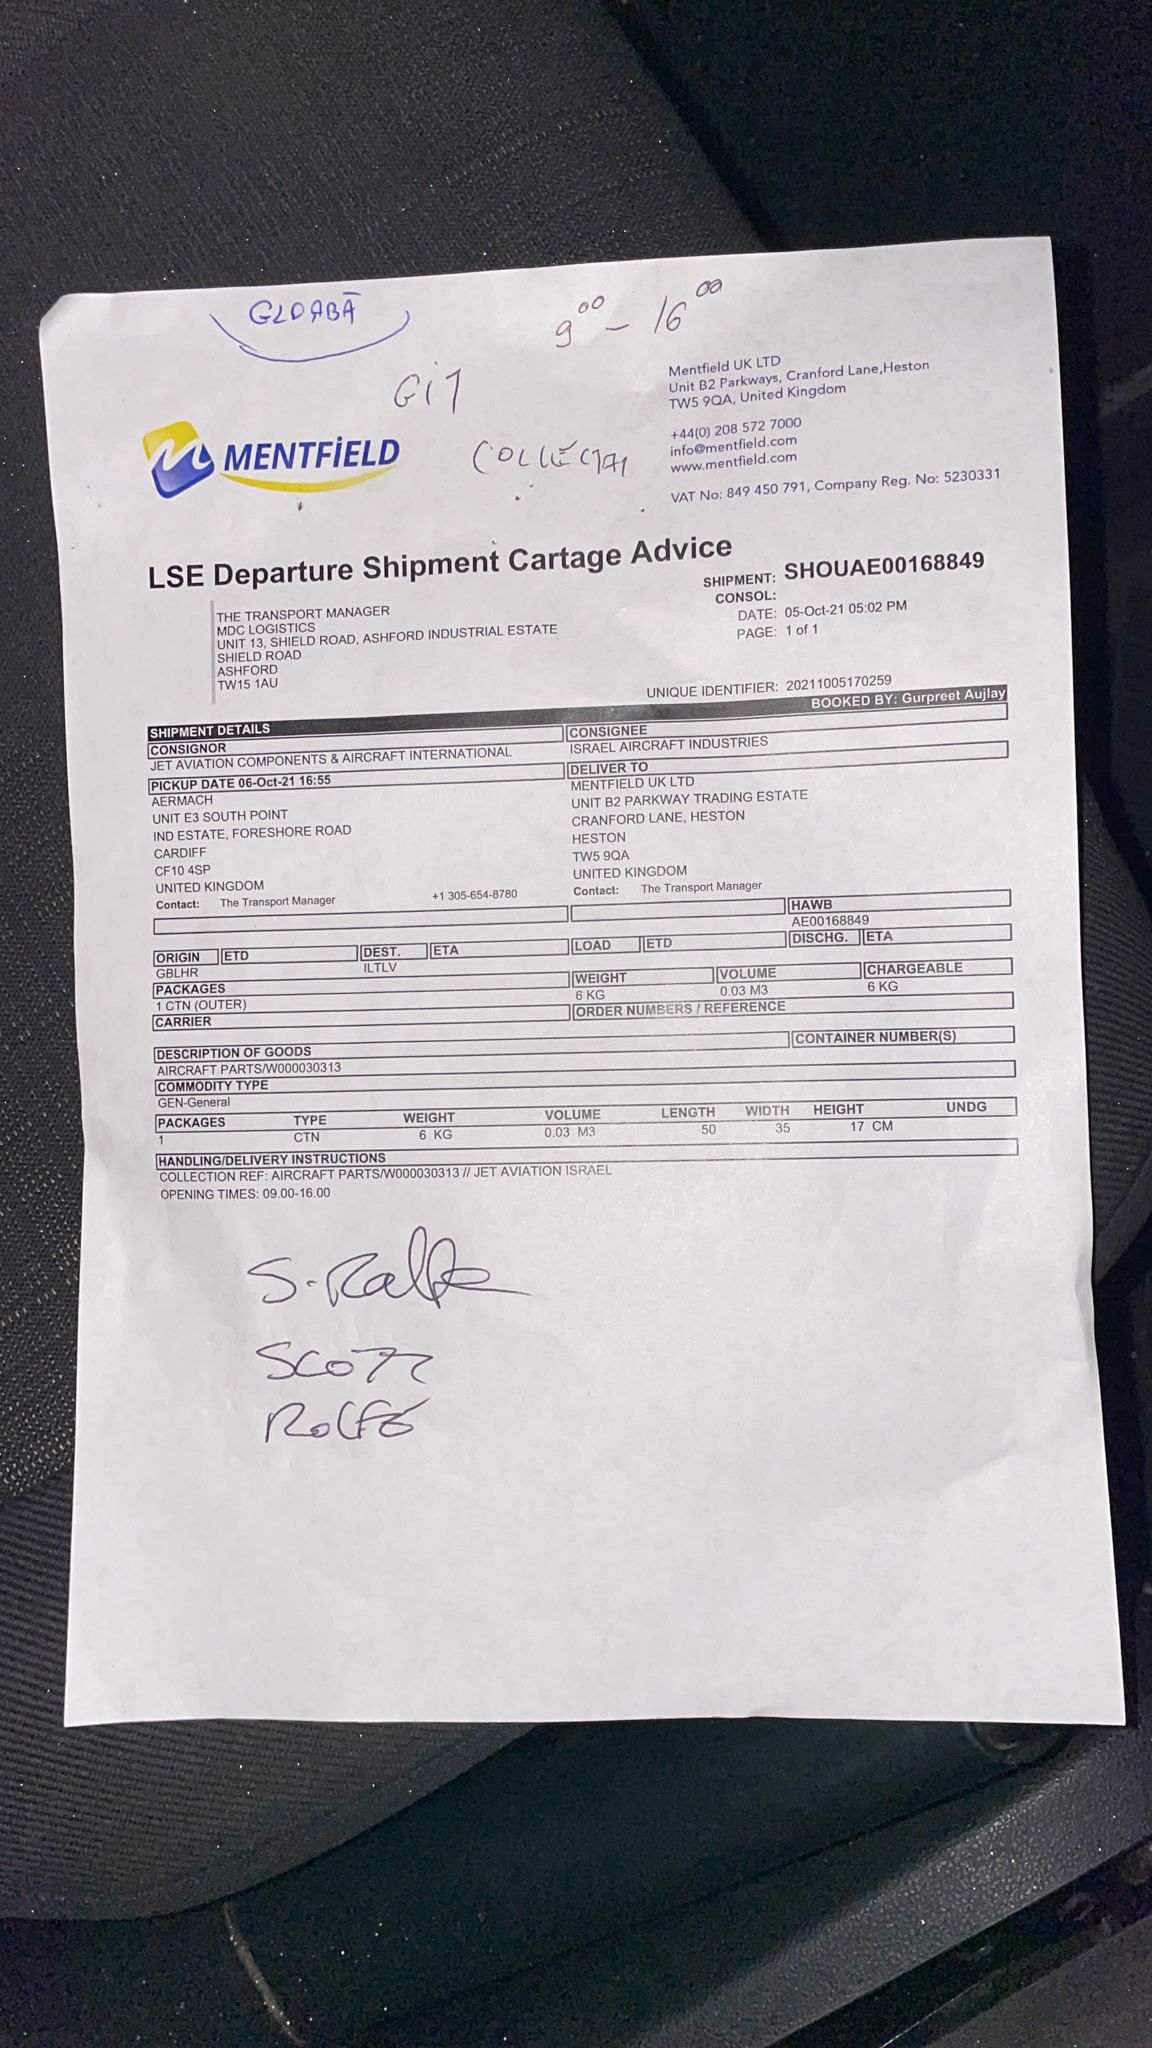 GLOABĂ
9⁰⁰ – 16⁰⁰
GiT
COLLECTAT
MENTFİELD
Mentfield UK LTD
Unit B2 Parkways, Cranford Lane,Heston
TW5 9QA, United Kingdom
+44(0) 208 572 7000
info@mentfield.com
www.mentfield.com
VAT No: 849 450 791, Company Reg. No: 5230331
LSE Departure Shipment Cartage Advice
SHIPMENT: SHOUAE00168849
CONSOL:
DATE: 05-Oct-21 05:02 PM
PAGE: 1 of 1
THE TRANSPORT MANAGER
MDC LOGISTICS
UNIT 13, SHIELD ROAD, ASHFORD INDUSTRIAL ESTATE
SHIELD ROAD
ASHFORD
TW15 1AU
UNIQUE IDENTIFIER: 20211005170259
SHIPMENT DETAILS BOOKED BY: Gurpreet Aujlay
CONSIGNOR
JET AVIATION COMPONENTS & AIRCRAFT INTERNATIONAL
CONSIGNEE
ISRAEL AIRCRAFT INDUSTRIES
PICKUP DATE 06-Oct-21 16:55
AERMACH
UNIT E3 SOUTH POINT
IND ESTATE, FORESHORE ROAD
CARDIFF
CF10 4SP
UNITED KINGDOM
Contact: The Transport Manager +1 305-654-8780
DELIVER TO
MENTFIELD UK LTD
UNIT B2 PARKWAY TRADING ESTATE
CRANFORD LANE, HESTON
HESTON
TW5 9QA
UNITED KINGDOM
Contact: The Transport Manager
HAWB
AE00168849
ORIGIN ETD DEST. ETA LOAD ETD DISCHG. ETA
GBLHR ILTLV
PACKAGES WEIGHT VOLUME CHARGEABLE
1 CTN (OUTER) 6 KG 0.03 M3 6 KG
CARRIER ORDER NUMBERS / REFERENCE
DESCRIPTION OF GOODS CONTAINER NUMBER(S)
AIRCRAFT PARTS/W000030313
COMMODITY TYPE
GEN-General
PACKAGES TYPE WEIGHT VOLUME LENGTH WIDTH HEIGHT UNDG
1 CTN 6 KG 0.03 M3 50 35 17 CM
HANDLING/DELIVERY INSTRUCTIONS
COLLECTION REF: AIRCRAFT PARTS/W000030313 // JET AVIATION ISRAEL
OPENING TIMES: 09.00-16.00
SCOTT
ROLFE